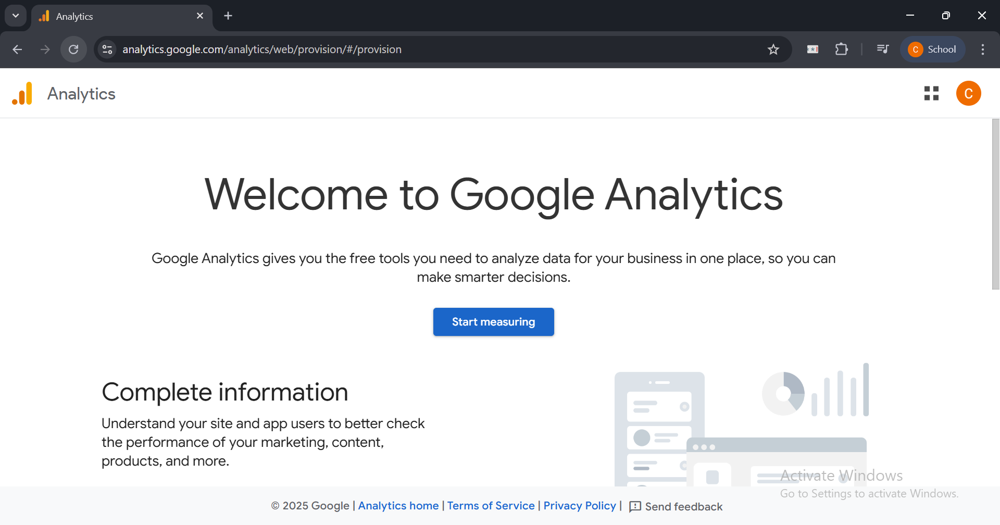 Analytics
analytics.google.com/analytics/web/provision/#/provision
C School
Analytics
C
Welcome to Google Analytics
Google Analytics gives you the free tools you need to analyze data for your business in one place, so you can
make smarter decisions.
Start measuring
Complete information
Understand your site and app users to better check
the performance of your marketing, content,
products, and more.
Activate Windows
Go to Settings to activate Windows.
© 2025 Google | Analytics home | Terms of Service | Privacy Policy | Send feedback